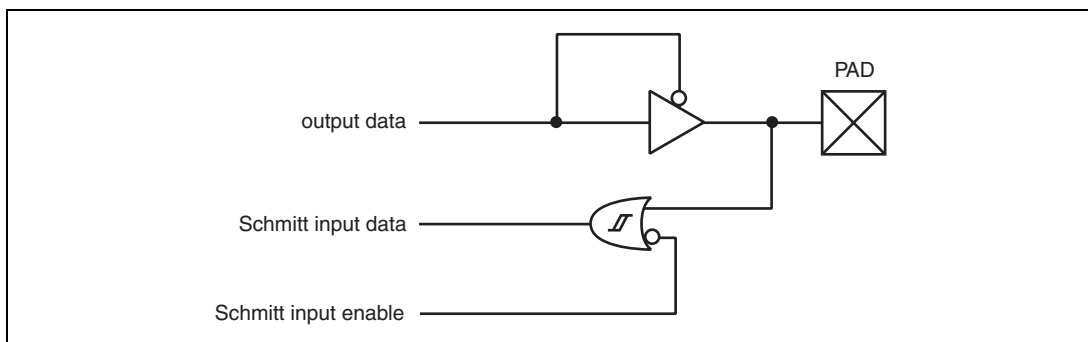 PAD
output data
Schmitt input data
Schmitt input enable